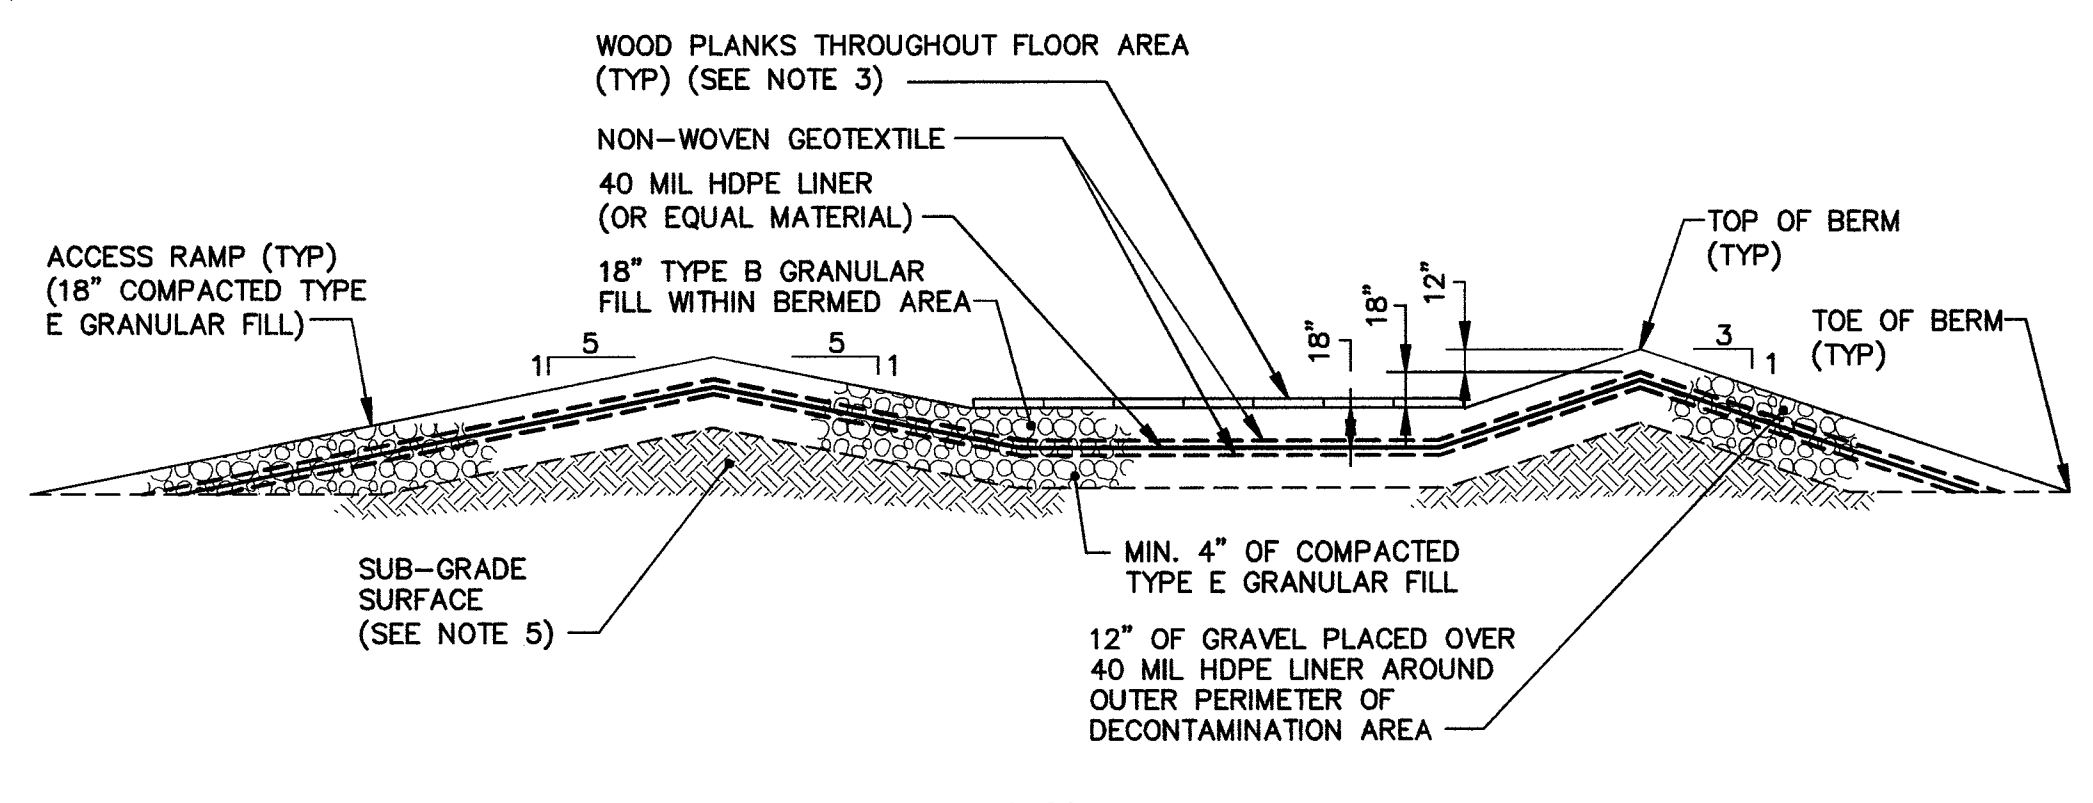 WOOD PLANKS THROUGHOUT FLOOR AREA
(TYP) (SEE NOTE 3)
NON-WOVEN GEOTEXTILE
40 MIL HDPE LINER
(OR EQUAL MATERIAL)
18" TYPE B GRANULAR
FILL WITHIN BERMED AREA
ACCESS RAMP (TYP)
(18" COMPACTED TYPE
E GRANULAR FILL)
5
1
5
1
18"
18"
12"
TOP OF BERM
(TYP)
3
1
TOE OF BERM
(TYP)
SUB-GRADE
SURFACE
(SEE NOTE 5)
MIN. 4" OF COMPACTED
TYPE E GRANULAR FILL
12" OF GRAVEL PLACED OVER
40 MIL HDPE LINER AROUND
OUTER PERIMETER OF
DECONTAMINATION AREA